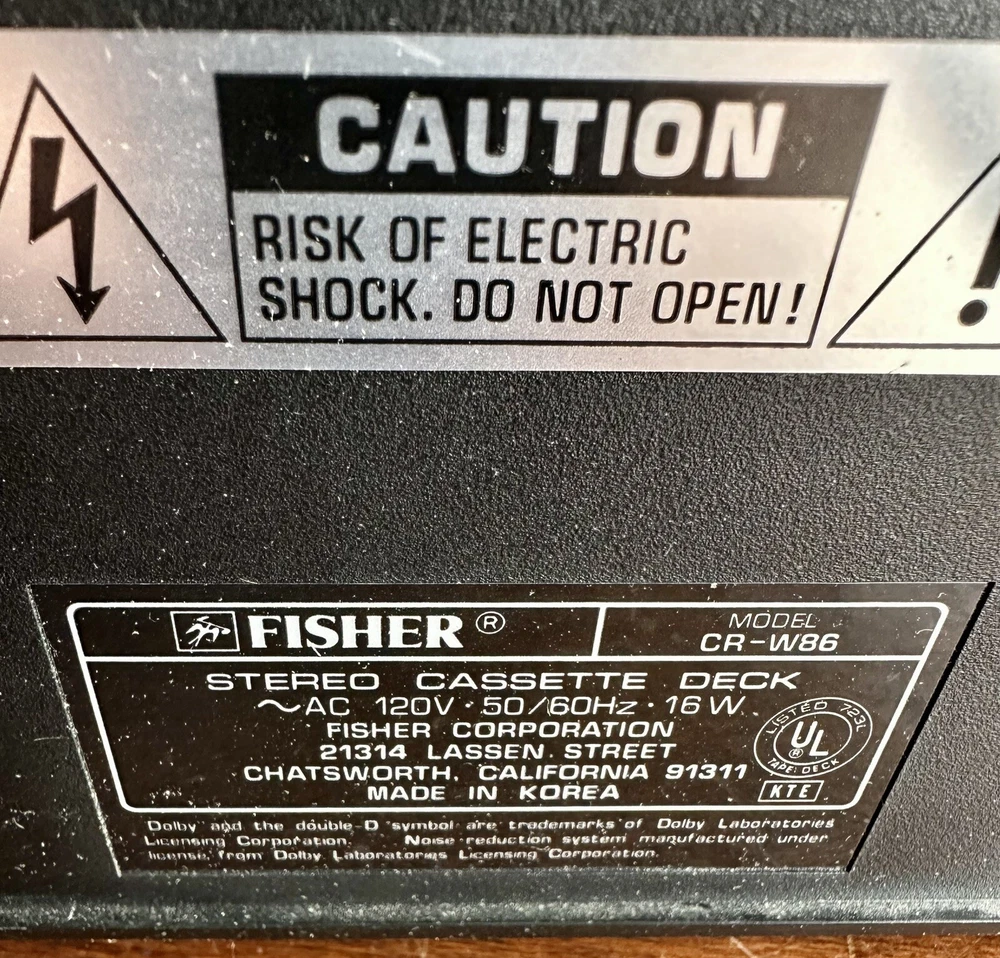 CAUTION
RISK OF ELECTRIC
SHOCK. DO NOT OPEN!
!
FISHER®
MODEL
CR-W86
STEREO CASSETTE DECK
~AC 120V · 50/60Hz · 16W
FISHER CORPORATION
21314 LASSEN STREET
CHATSWORTH, CALIFORNIA 91311
MADE IN KOREA
LISTED 723L
UL®
TAPE DECK
KTE
Dolby and the double-D symbol are trademarks of Dolby Laboratories
Licensing Corporation. Noise reduction system manufactured under
license from Dolby Laboratories Licensing Corporation.